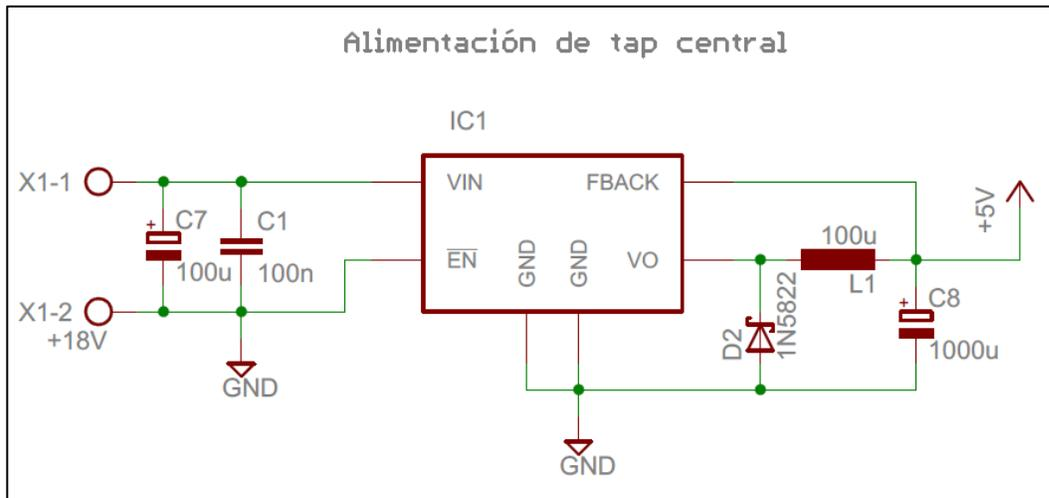 Alimentación de tap central
IC1
X1-1
VIN
FBACK
+
C7
C1
100u
100n
EN
GND
GND
VO
100u
L1
+5V
X1-2
+18V
GND
D2
1N5822
+
C8
1000u
GND